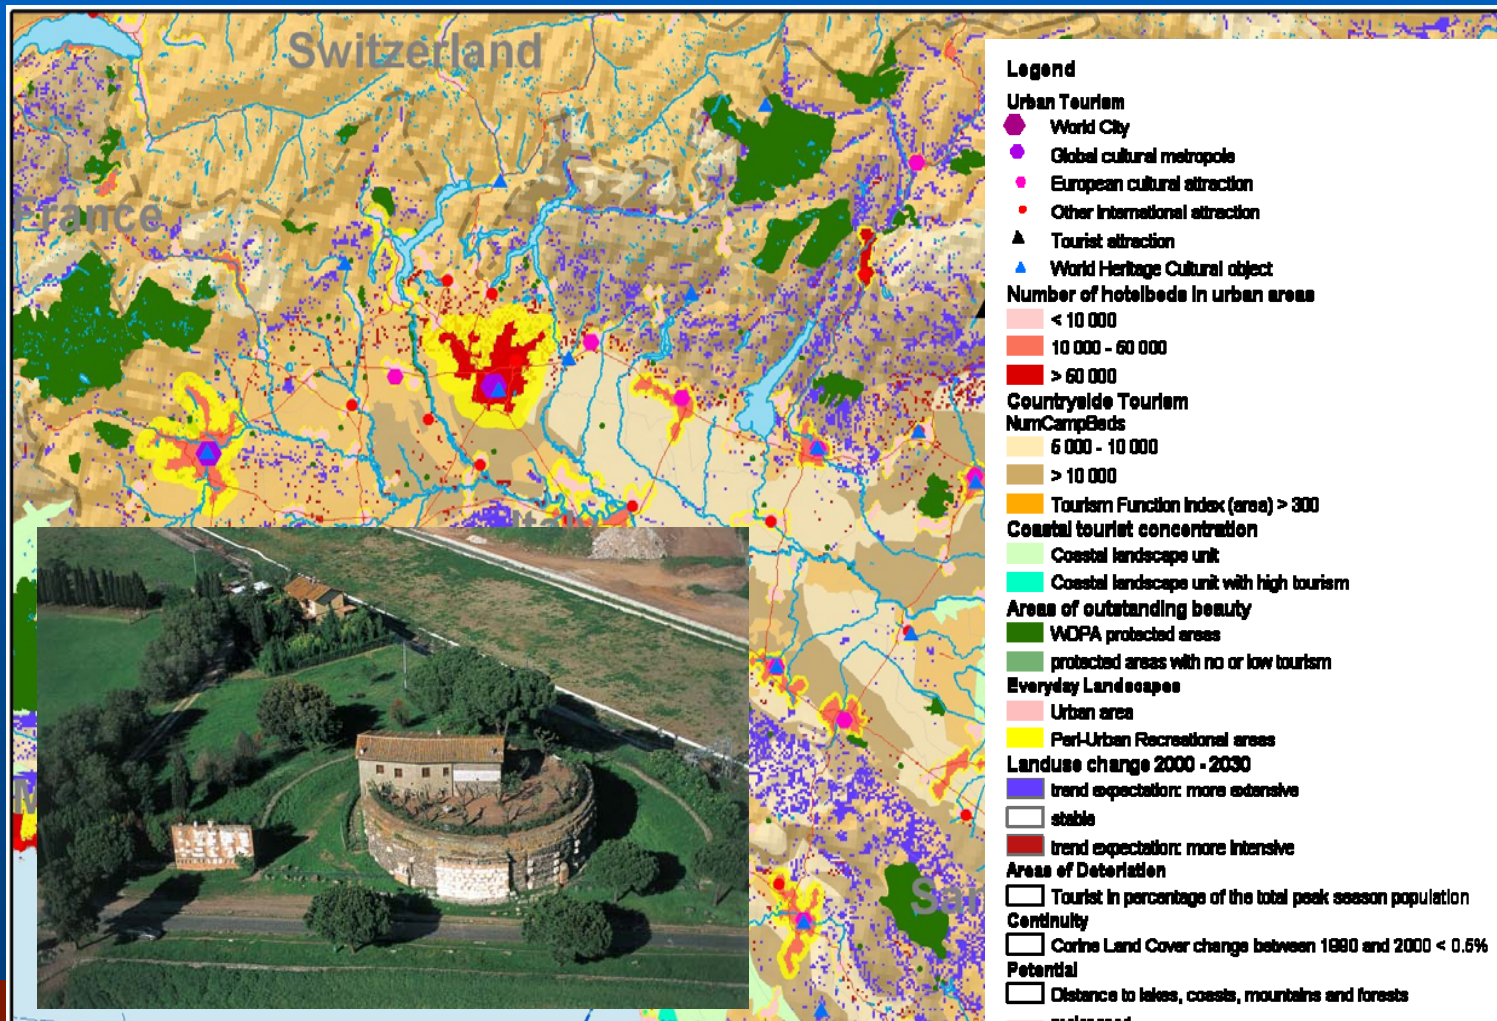 Switzerland
France
Italy
M
Sar
Legend
Urban Tourism
World City
Global cultural metropole
European cultural attraction
Other international attraction
Tourist attraction
World Heritage Cultural object
Number of hotelbeds in urban areas
< 10 000
10 000 - 50 000
> 50 000
Countryside Tourism
NumCampBeds
5 000 - 10 000
> 10 000
Tourism Function Index (area) > 300
Coastal tourist concentration
Coastal landscape unit
Coastal landscape unit with high tourism
Areas of outstanding beauty
WDPA protected areas
protected areas with no or low tourism
Everyday Landscapes
Urban area
Peri-Urban Recreational areas
Landuse change 2000 - 2030
trend expectation: more extensive
stable
trend expectation: more intensive
Areas of Deteriation
Tourist in percentage of the total peak season population
Continuity
Corine Land Cover change between 1990 and 2000 < 0.5%
Potential
Distance to lakes, coasts, mountains and forests